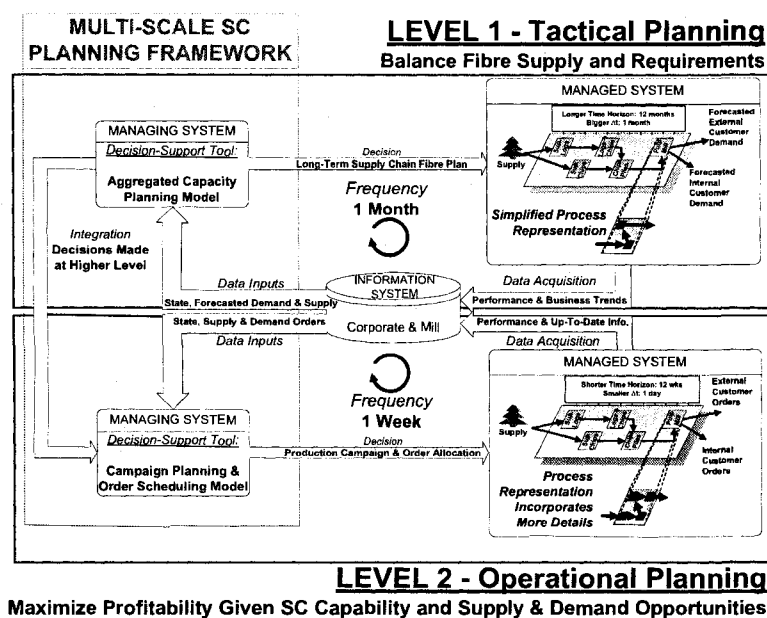 MULTI-SCALE SC
PLANNING FRAMEWORK
LEVEL 1 - Tactical Planning
Balance Fibre Supply and Requirements
MANAGING SYSTEM
Decision-Support Tool:
Aggregated Capacity
Planning Model
Decision
Long-Term Supply Chain Fibre Plan
Frequency
1 Month
MANAGED SYSTEM
Longer Time Horizon: 12 months
Bigger Δt: 1 month
Supply
Forecasted
External
Customer
Demand
Forecasted
Internal
Customer
Demand
Simplified Process
Representation
Integration
Decisions Made
at Higher Level
Data Inputs
State, Forecasted Demand & Supply
State, Supply & Demand Orders
Data Inputs
INFORMATION
SYSTEM
Corporate & Mill
Data Acquisition
Performance & Business Trends
Performance & Up-To-Date Info.
Data Acquisition
Frequency
1 Week
MANAGING SYSTEM
Decision-Support Tool:
Campaign Planning &
Order Scheduling Model
Decision
Production Campaign & Order Allocation
MANAGED SYSTEM
Shorter Time Horizon: 12 wks
Smaller Δt: 1 day
Supply
External
Customer
Orders
Internal
Customer
Orders
Process
Representation
Incorporates
More Details
LEVEL 2 - Operational Planning
Maximize Profitability Given SC Capability and Supply & Demand Opportunities